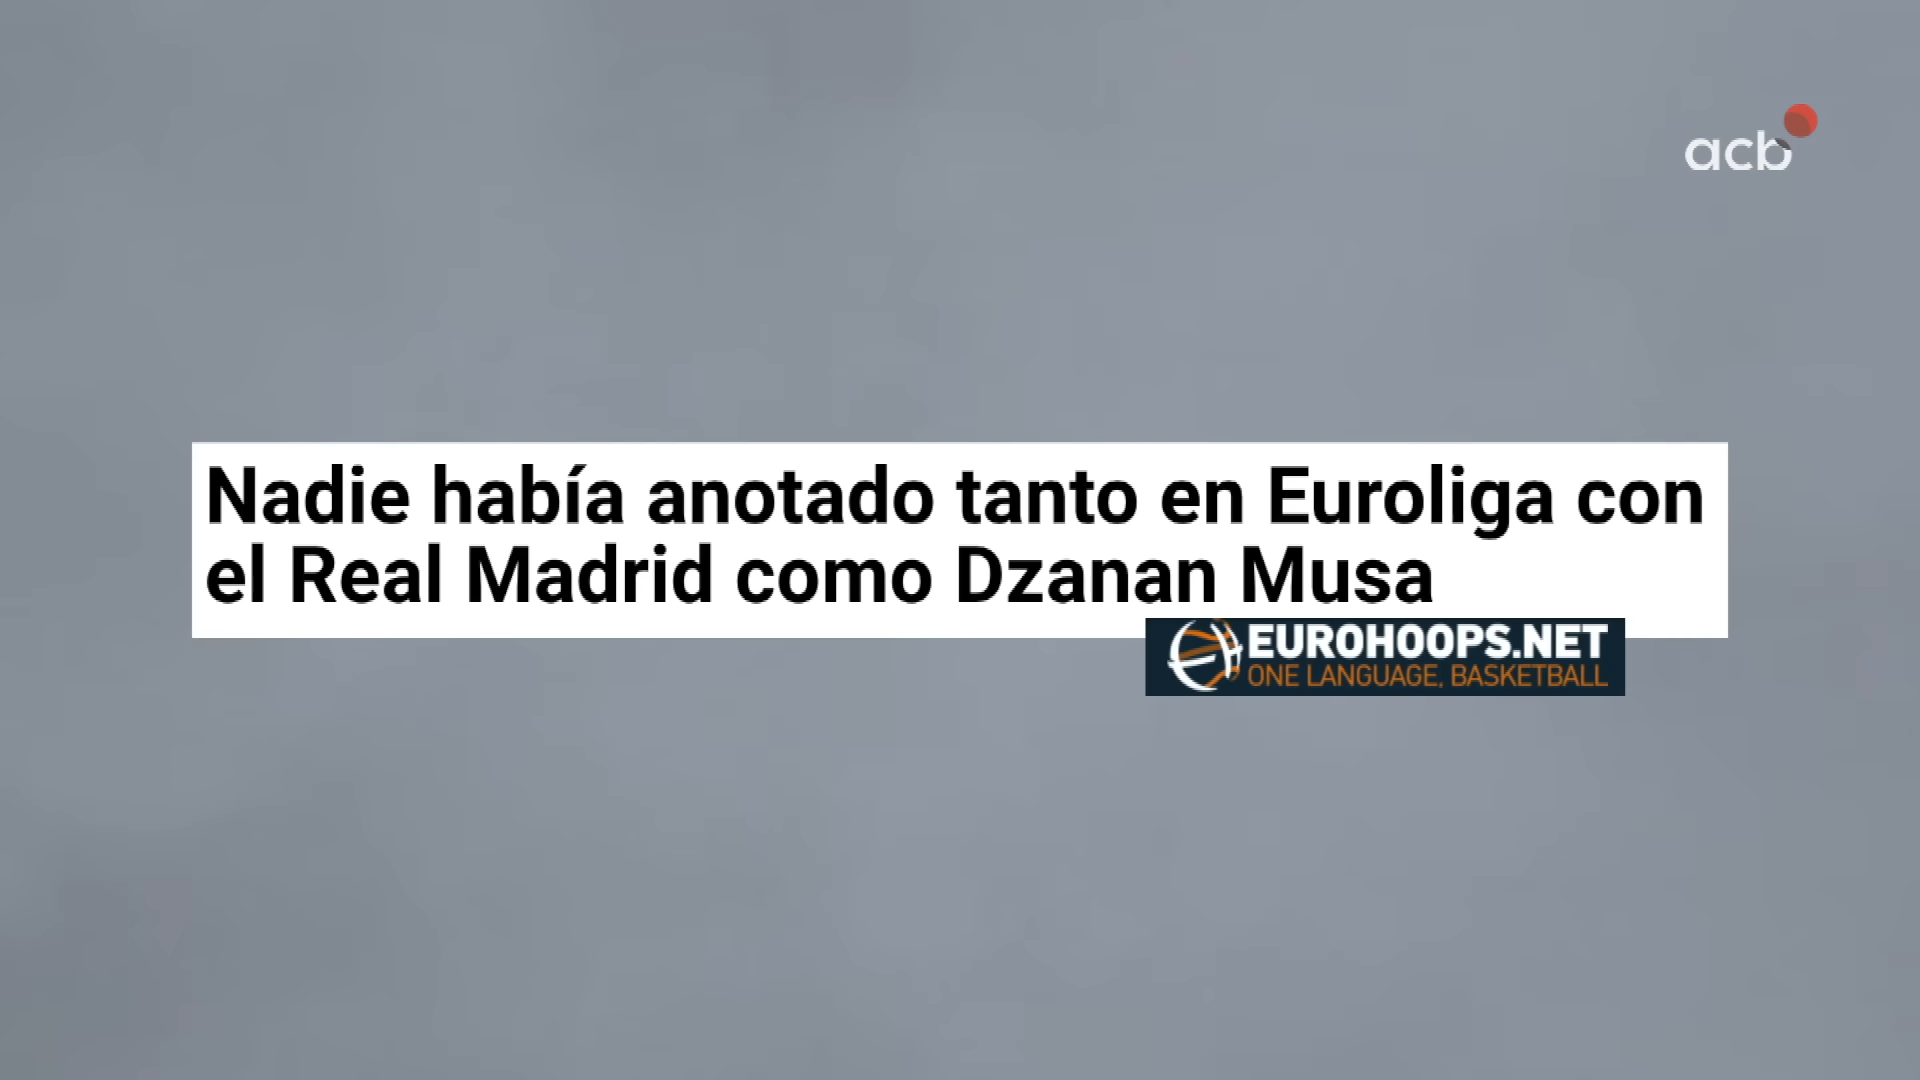 acb
Nadie había anotado tanto en Euroliga con
el Real Madrid como Dzanan Musa
EUROHOOPS.NET
ONE LANGUAGE, BASKETBALL